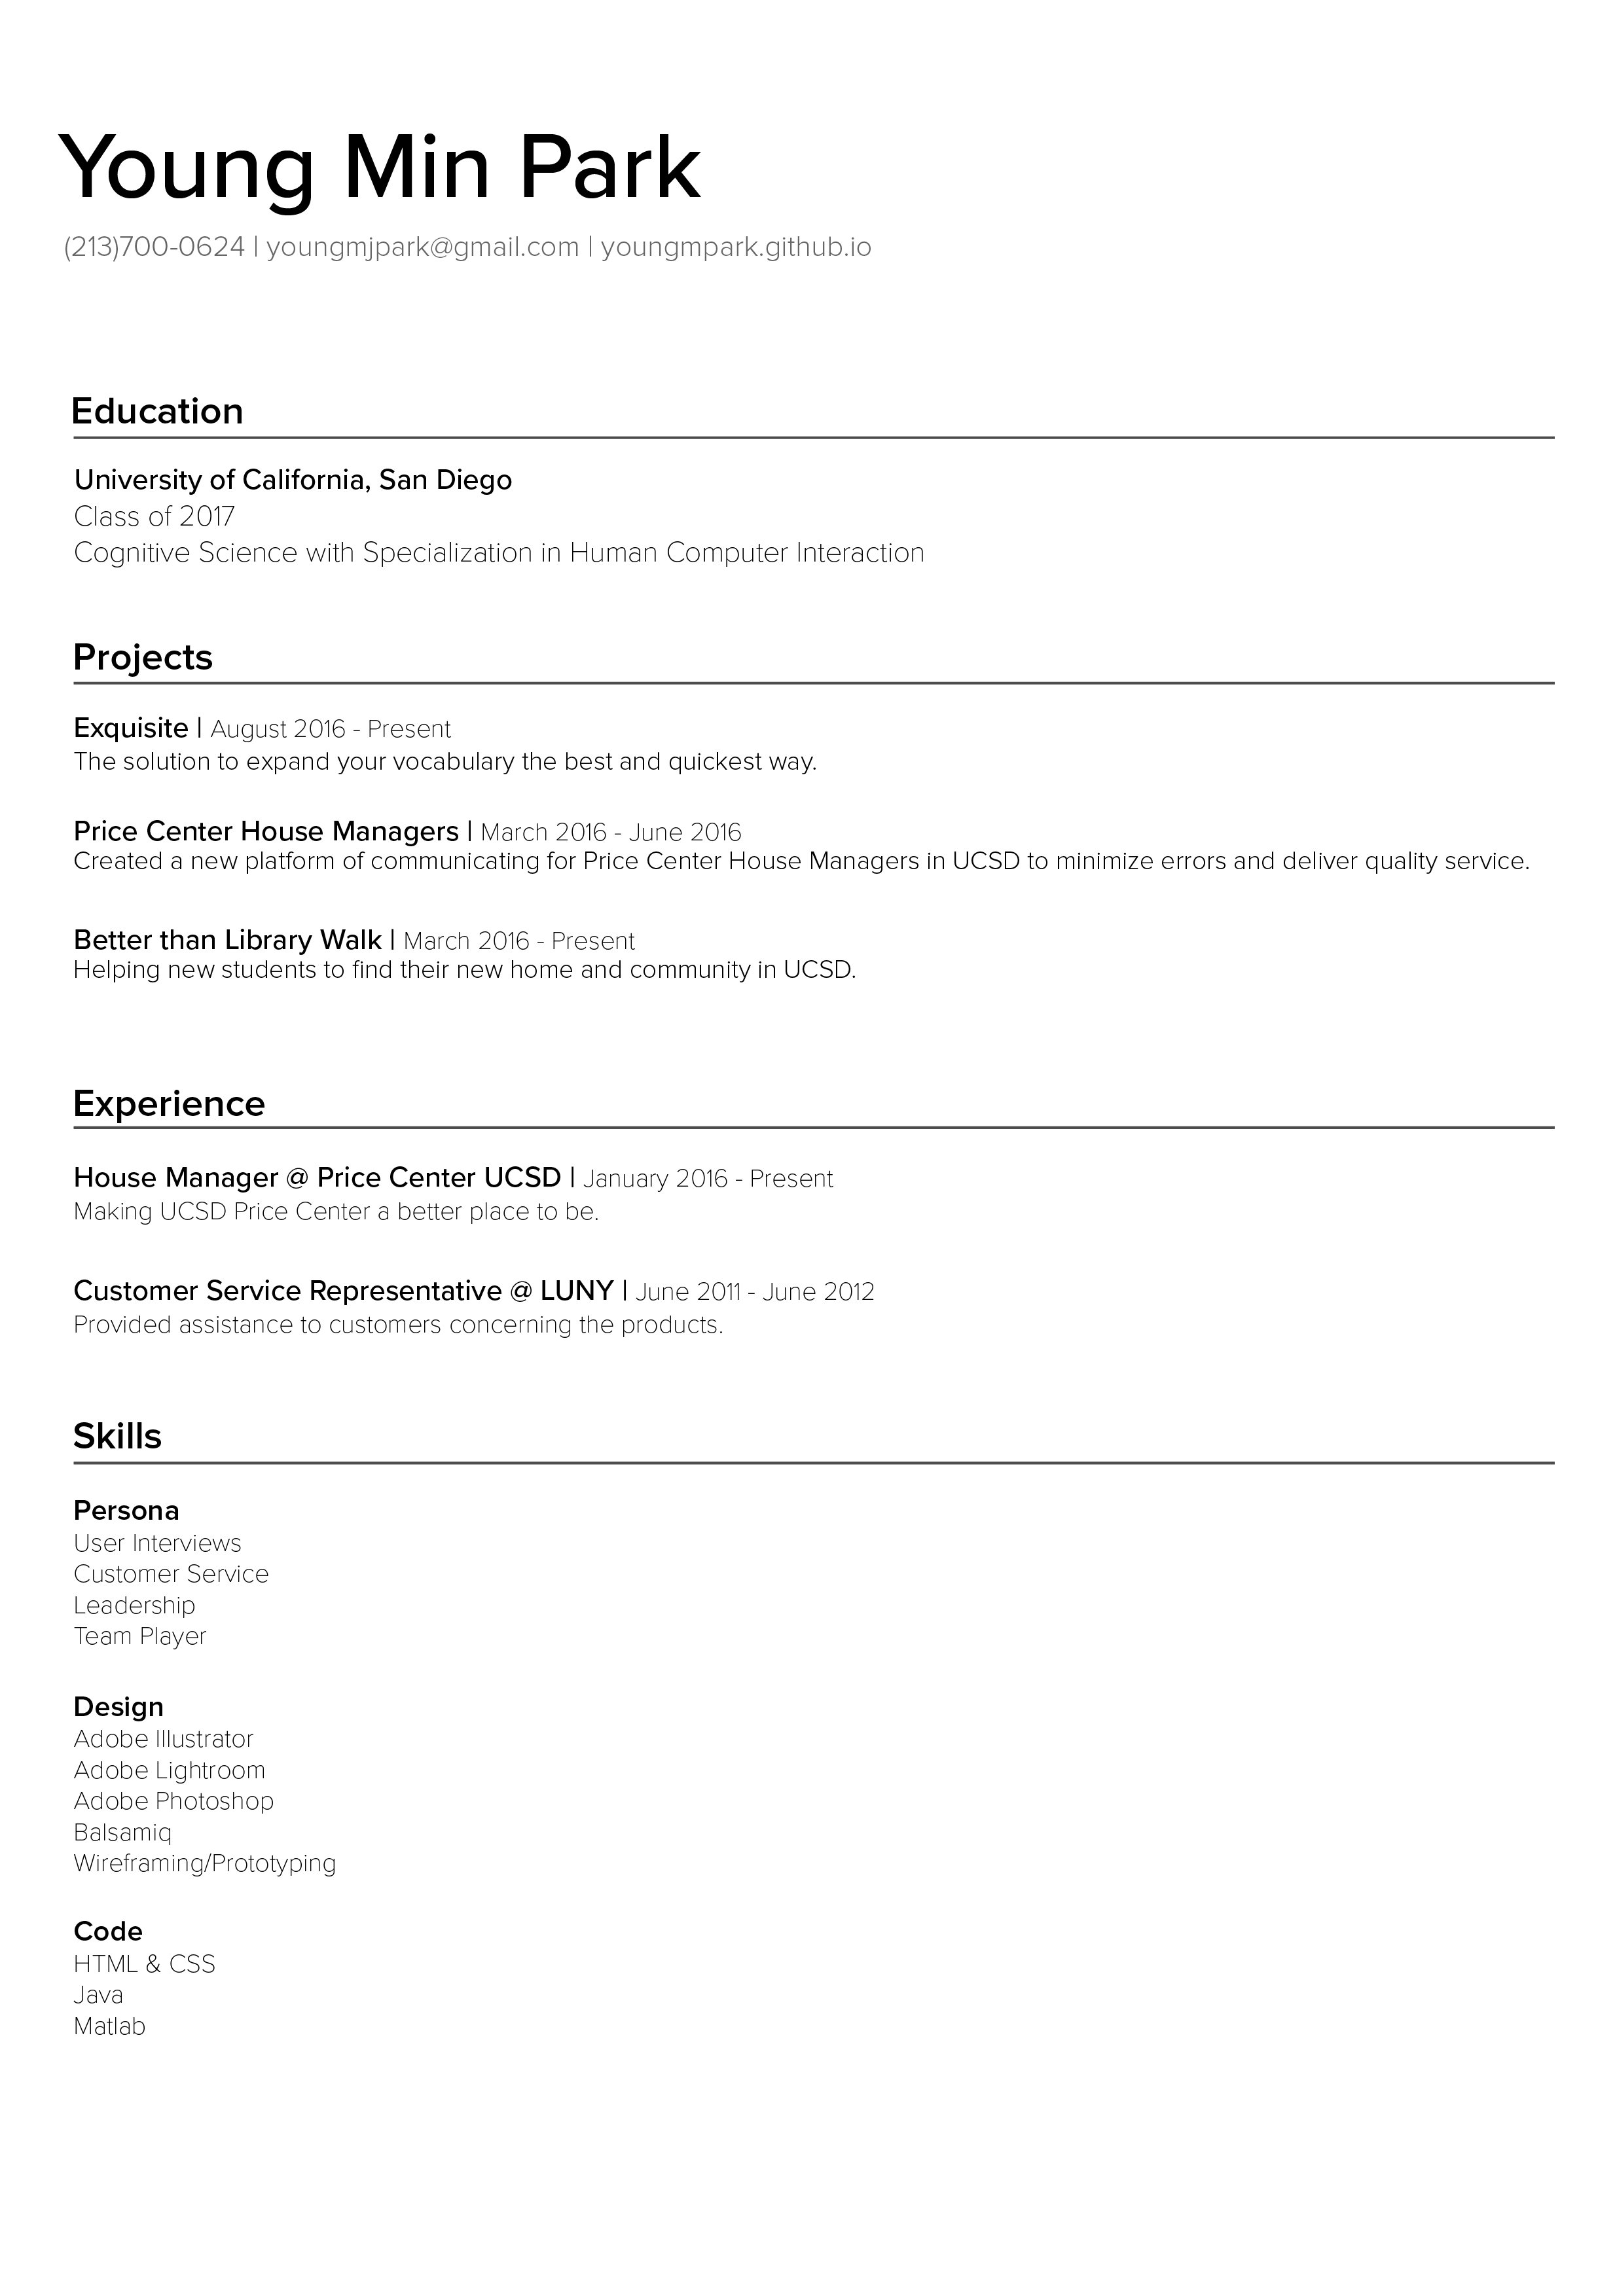 Young Min Park
(213)700-0624 | youngmjpark@gmail.com | youngmpark.github.io
Education
University of California, San Diego
Class of 2017
Cognitive Science with Specialization in Human Computer Interaction
Projects
Exquisite | August 2016 - Present
The solution to expand your vocabulary the best and quickest way.
Price Center House Managers | March 2016 - June 2016
Created a new platform of communicating for Price Center House Managers in UCSD to minimize errors and deliver quality service.
Better than Library Walk | March 2016 - Present
Helping new students to find their new home and community in UCSD.
Experience
House Manager @ Price Center UCSD | January 2016 - Present
Making UCSD Price Center a better place to be.
Customer Service Representative @ LUNY | June 2011 - June 2012
Provided assistance to customers concerning the products.
Skills
Persona
User Interviews
Customer Service
Leadership
Team Player
Design
Adobe Illustrator
Adobe Lightroom
Adobe Photoshop
Balsamiq
Wireframing/Prototyping
Code
HTML & CSS
Java
Matlab